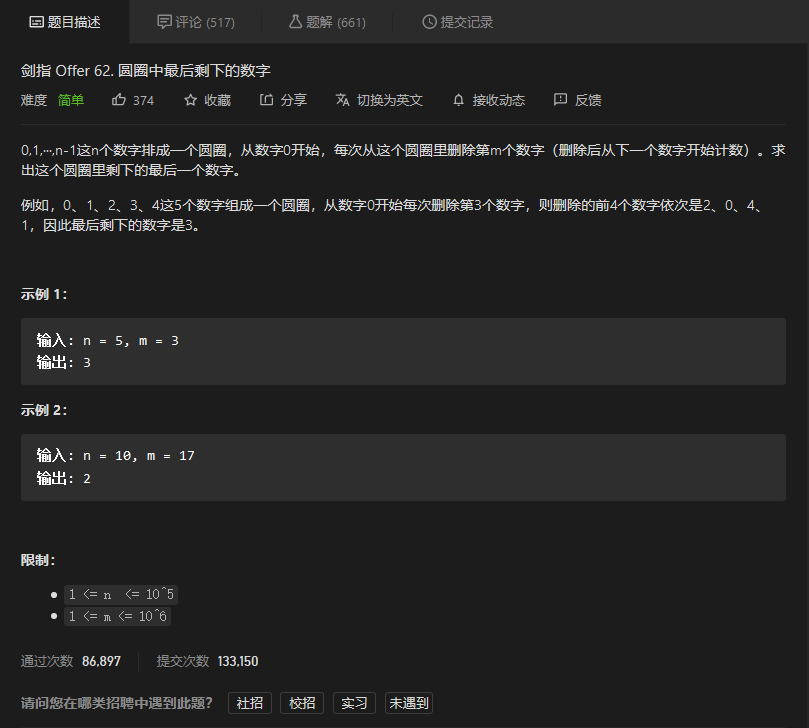 题目描述 评论 (517) 题解 (661) 提交记录
剑指 Offer 62. 圆圈中最后剩下的数字
难度 简单 374 收藏 分享 切换为英文 接收动态 反馈
0,1,···,n-1这n个数字排成一个圆圈，从数字0开始，每次从这个圆圈里删除第m个数字（删除后从下一个数字开始计数）。求
出这个圆圈里剩下的最后一个数字。
例如，0、1、2、3、4这5个数字组成一个圆圈，从数字0开始每次删除第3个数字，则删除的前4个数字依次是2、0、4、
1，因此最后剩下的数字是3。
示例 1：
输入: n = 5, m = 3
输出: 3
示例 2：
输入: n = 10, m = 17
输出: 2
限制：
1 <= n <= 10^5
1 <= m <= 10^6
通过次数 86,897 提交次数 133,150
请问您在哪类招聘中遇到此题？ 社招 校招 实习 未遇到